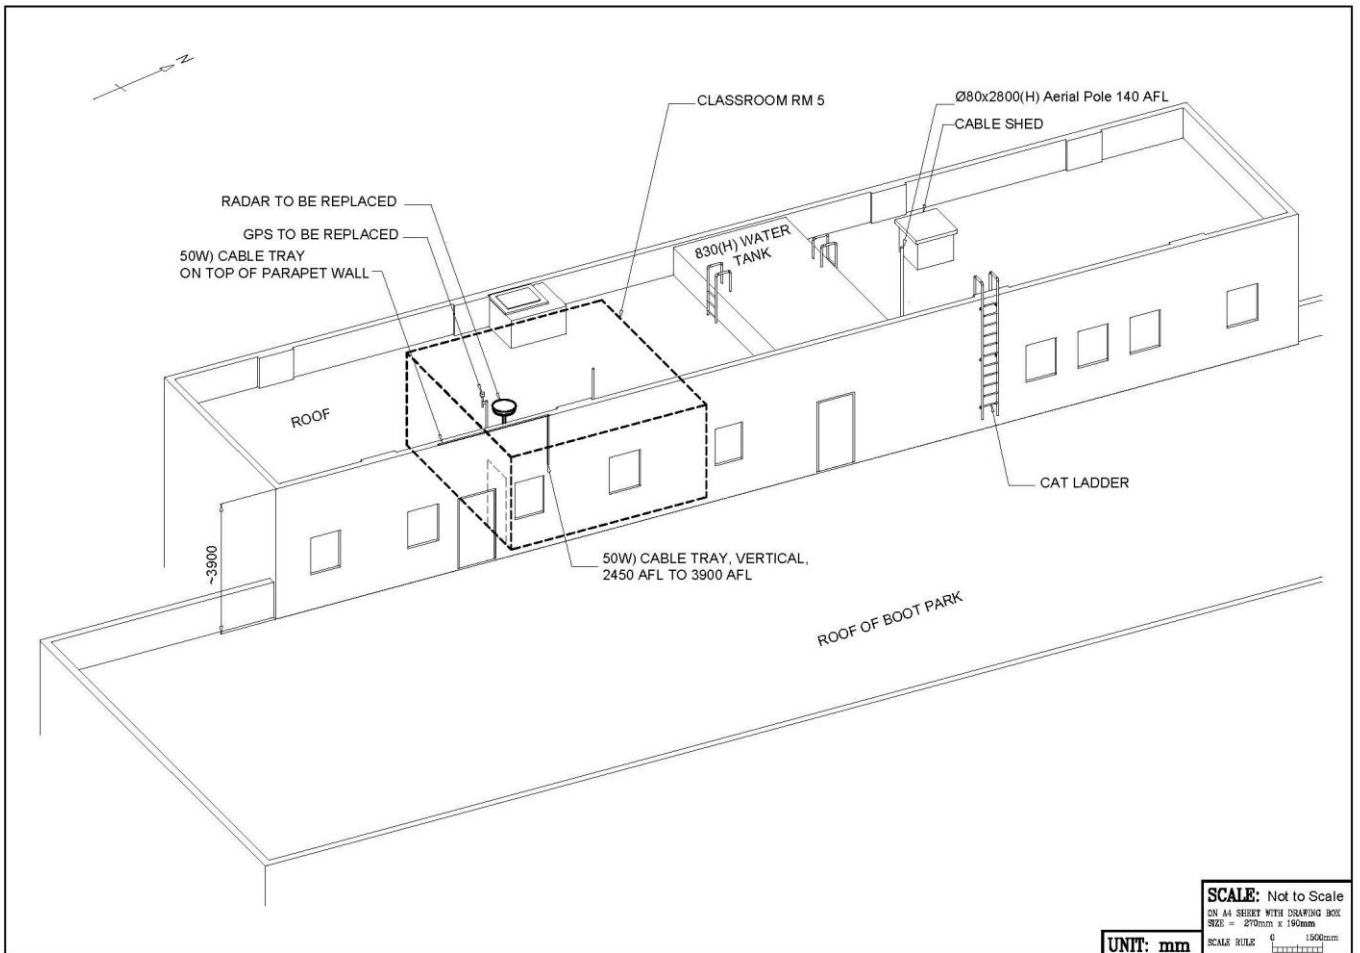 N
CLASSROOM RM 5
Ø80x2800(H) Aerial Pole 140 AFL
CABLE SHED
RADAR TO BE REPLACED
GPS TO BE REPLACED
50W) CABLE TRAY
ON TOP OF PARAPET WALL
830(H) WATER
TANK
ROOF
CAT LADDER
~3900
50W) CABLE TRAY, VERTICAL,
2450 AFL TO 3900 AFL
ROOF OF BOOT PARK
SCALE: Not to Scale
ON A4 SHEET WITH DRAWING BOX
SIZE = 270mm x 190mm
SCALE RULE 0 1500mm
UNIT: mm